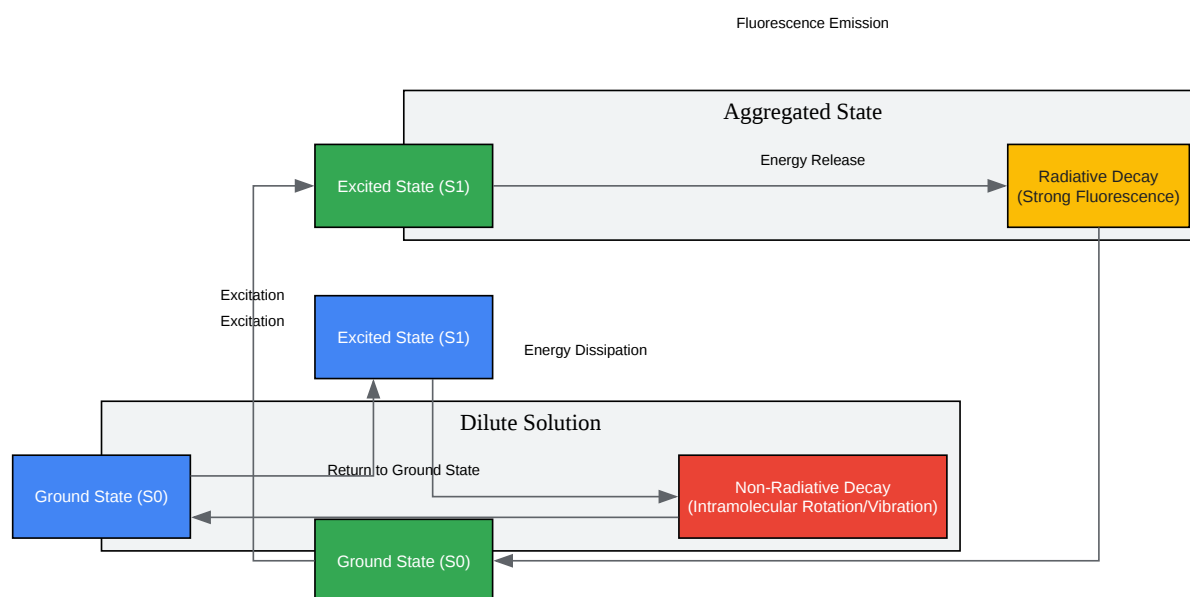 Fluorescence Emission
Aggregated State
Energy Release
Excited State (S1)
Radiative Decay
(Strong Fluorescence)
Excitation
Excitation
Excited State (S1)
Energy Dissipation
Dilute Solution
Return to Ground State
Ground State (S0)
Non-Radiative Decay
(Intramolecular Rotation/Vibration)
Ground State (S0)